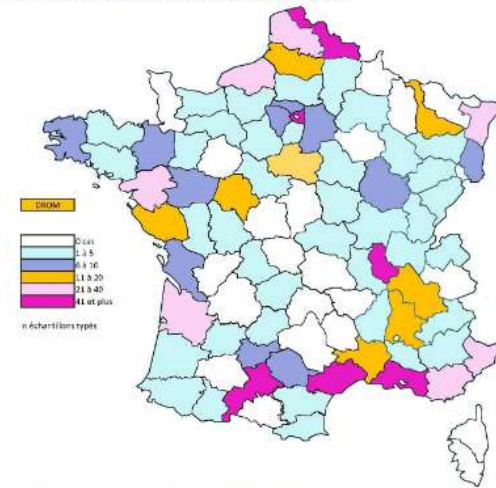 DROM
0 cas
1 à 5
6 à 10
11 à 20
21 à 40
41 et plus
n échantillons typés